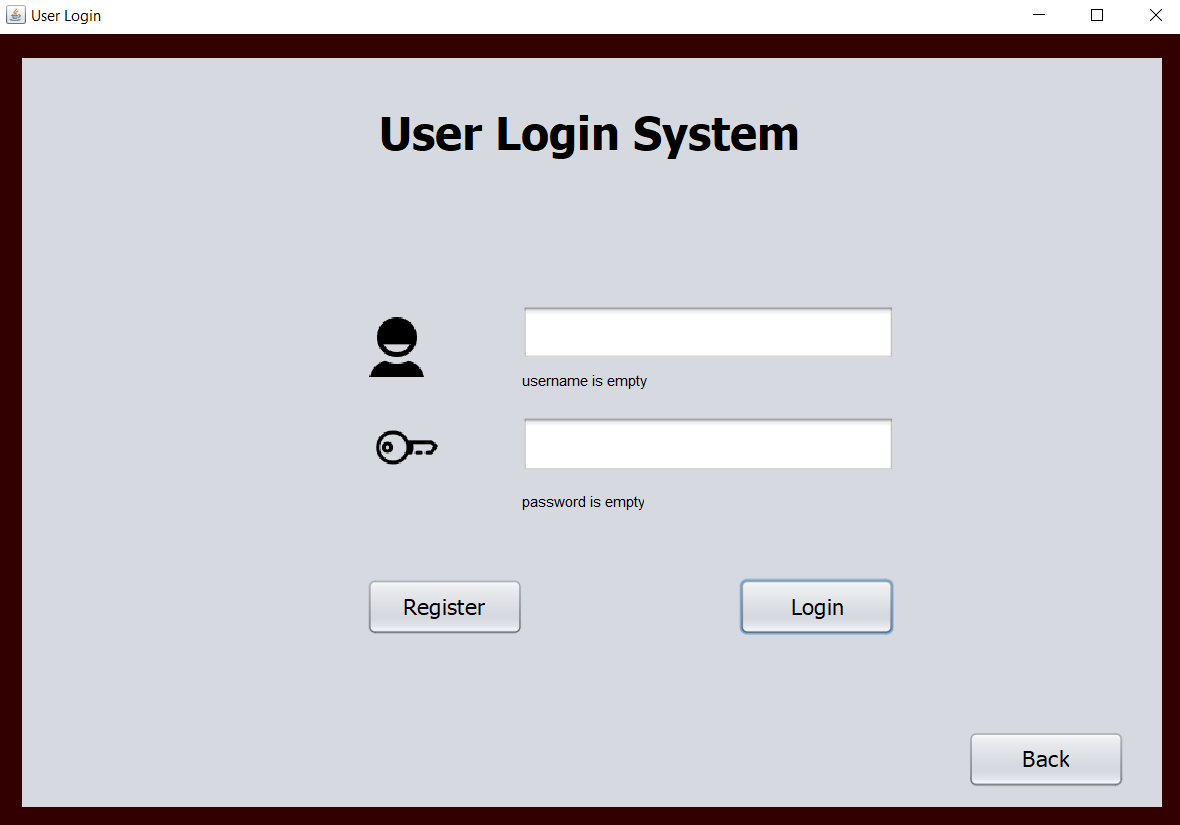 User Login
User Login System
username is empty
password is empty
Register
Login
Back